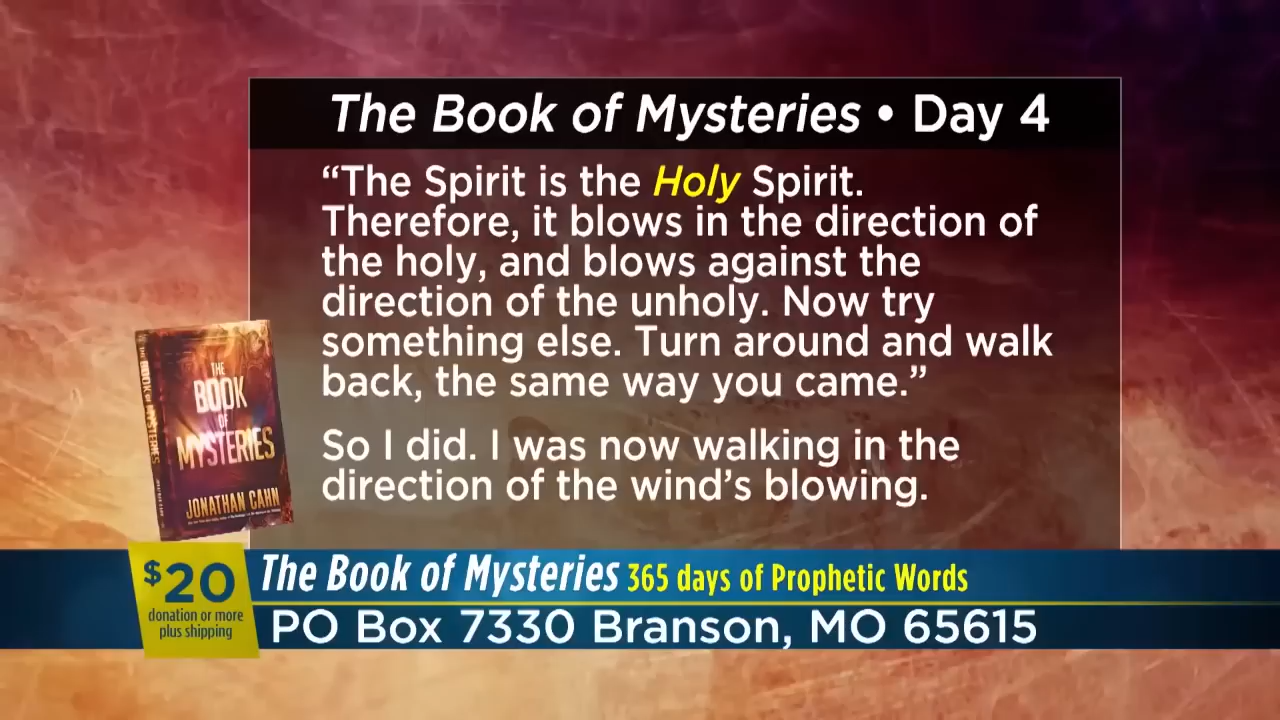 The Book of Mysteries • Day 4
“The Spirit is the Holy Spirit.
Therefore, it blows in the direction of
the holy, and blows against the
direction of the unholy. Now try
something else. Turn around and walk
back, the same way you came.”
So I did. I was now walking in the
direction of the wind’s blowing.
THE BOOK OF MYSTERIES
THE
BOOK
OF
MYSTERIES
JONATHAN CAHN
$20
donation or more
plus shipping
The Book of Mysteries 365 days of Prophetic Words
PO Box 7330 Branson, MO 65615